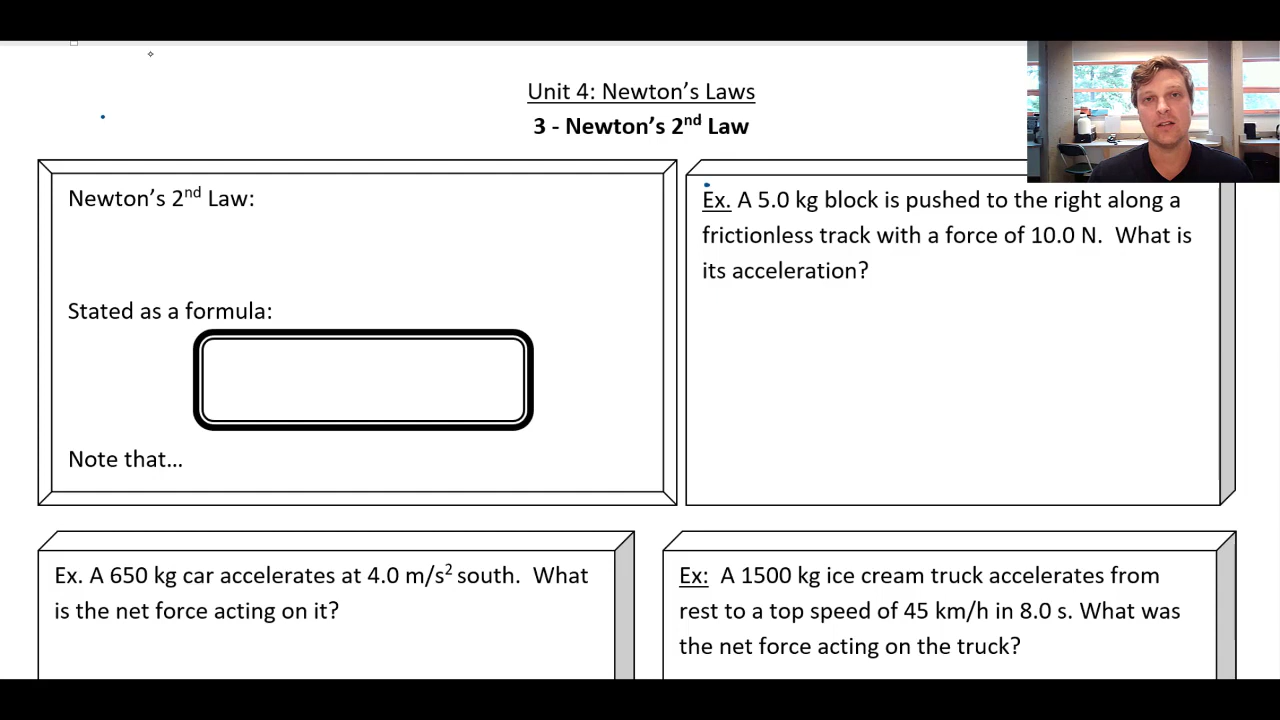 Unit 4: Newton's Laws
3 - Newton's 2nd Law
Newton's 2nd Law:
Stated as a formula:
Note that...
Ex. A 5.0 kg block is pushed to the right along a
frictionless track with a force of 10.0 N. What is
its acceleration?
Ex. A 650 kg car accelerates at 4.0 m/s² south. What
is the net force acting on it?
Ex: A 1500 kg ice cream truck accelerates from
rest to a top speed of 45 km/h in 8.0 s. What was
the net force acting on the truck?